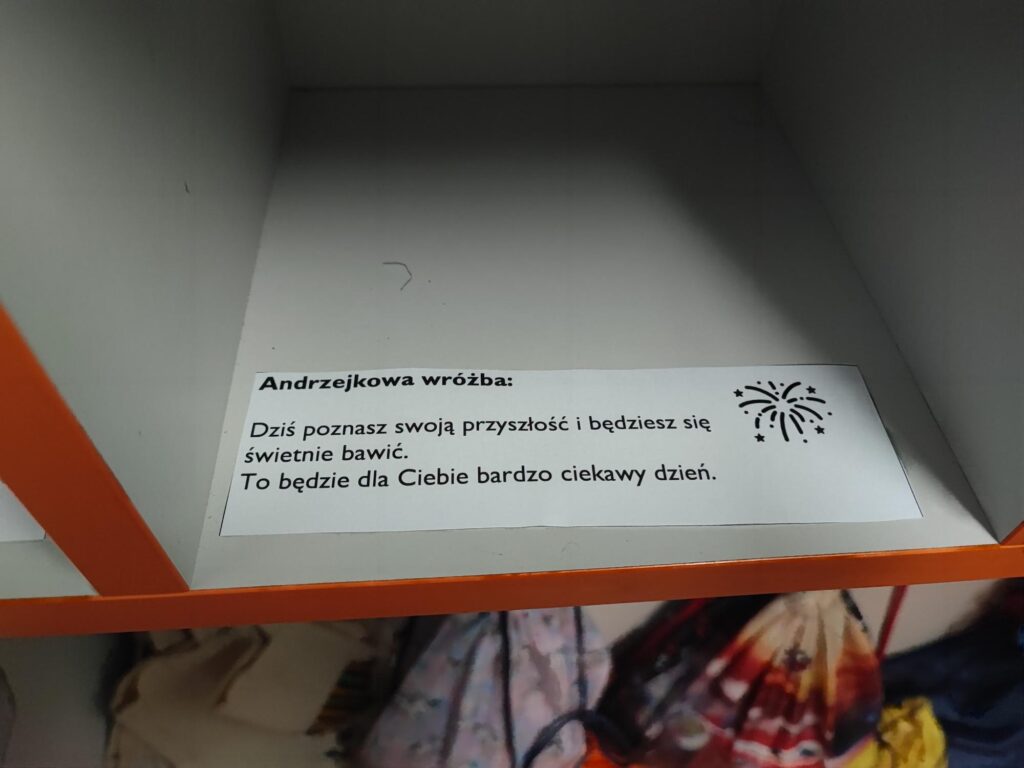 Andrzejkowa wróżba:
Dziś poznasz swoją przyszłość i będziesz się
świetnie bawić.
To będzie dla Ciebie bardzo ciekawy dzień.